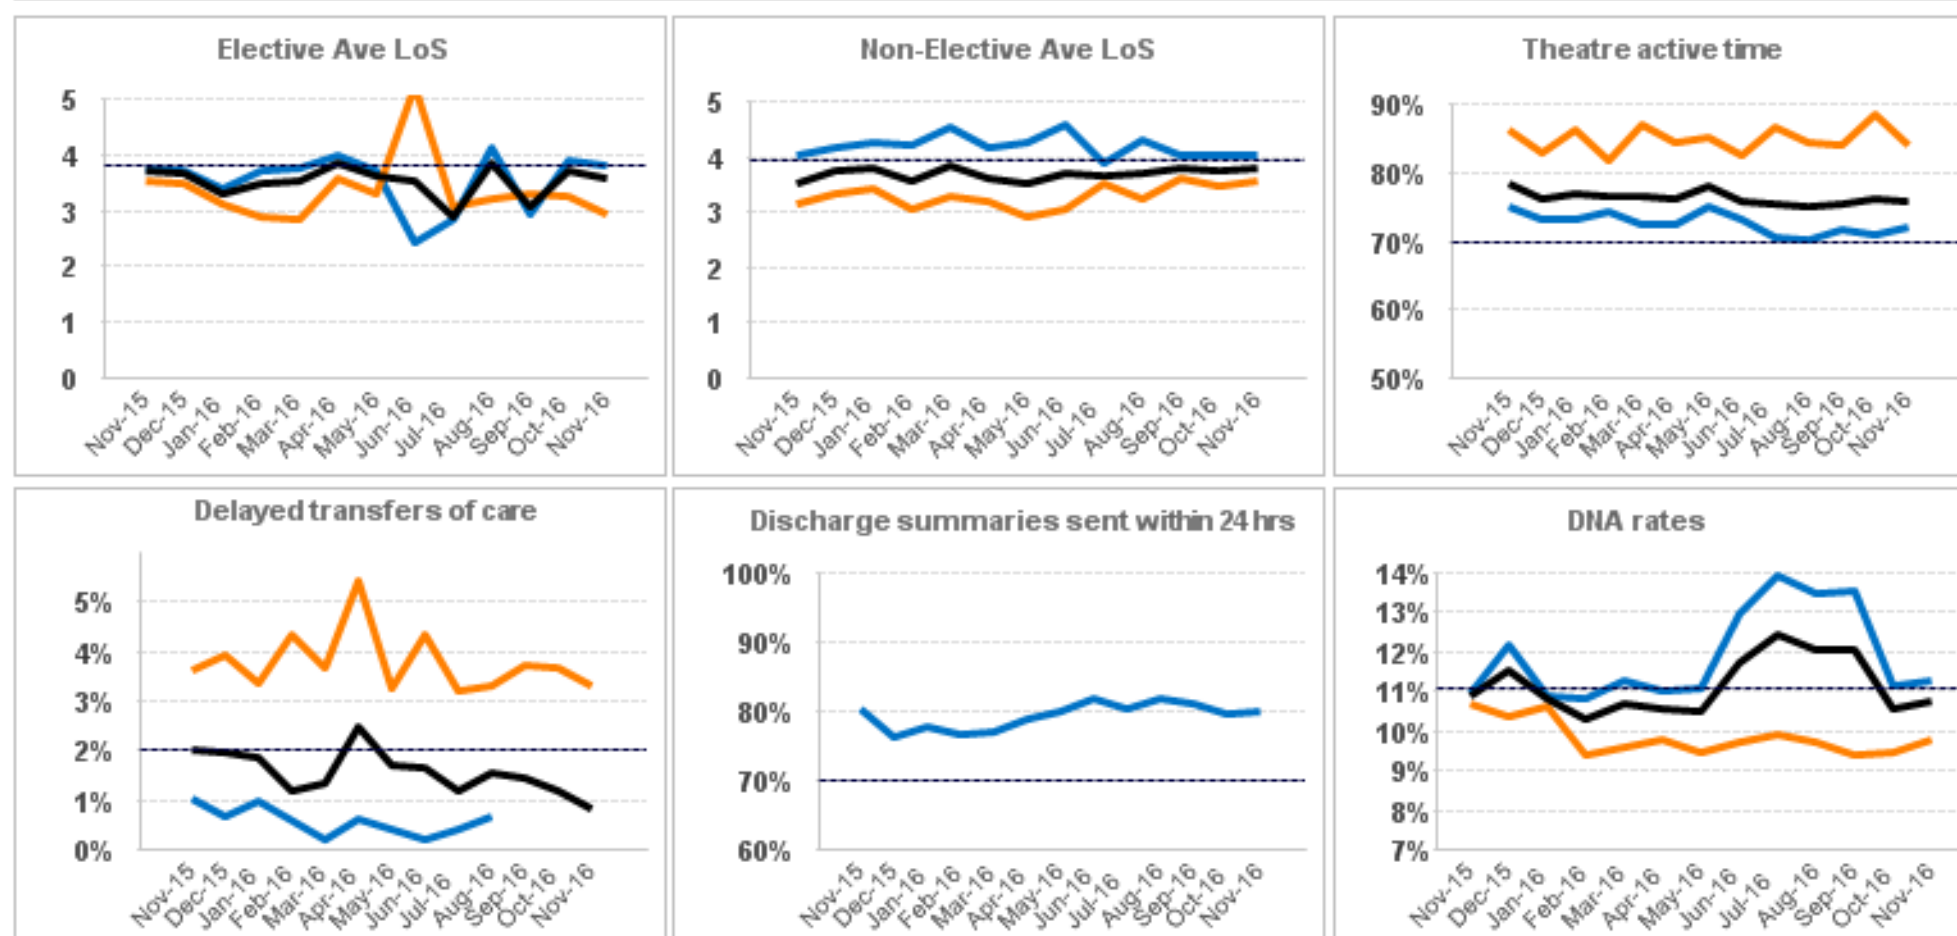 Elective Ave LoS
5
4
3
2
1
0
Nov-15
Dec-15
Jan-16
Feb-16
Mar-16
Apr-16
May-16
Jun-16
Jul-16
Aug-16
Sep-16
Oct-16
Nov-16
Non-Elective Ave LoS
5
4
3
2
1
0
Nov-15
Dec-15
Jan-16
Feb-16
Mar-16
Apr-16
May-16
Jun-16
Jul-16
Aug-16
Sep-16
Oct-16
Nov-16
Theatre active time
90%
80%
70%
60%
50%
Nov-15
Dec-15
Jan-16
Feb-16
Mar-16
Apr-16
May-16
Jun-16
Jul-16
Aug-16
Sep-16
Oct-16
Nov-16
Delayed transfers of care
5%
4%
3%
2%
1%
0%
Nov-15
Dec-15
Jan-16
Feb-16
Mar-16
Apr-16
May-16
Jun-16
Jul-16
Aug-16
Sep-16
Oct-16
Nov-16
Discharge summaries sent within 24 hrs
100%
90%
80%
70%
60%
Nov-15
Dec-15
Jan-16
Feb-16
Mar-16
Apr-16
May-16
Jun-16
Jul-16
Aug-16
Sep-16
Oct-16
Nov-16
DNA rates
14%
13%
12%
11%
10%
9%
8%
7%
Nov-15
Dec-15
Jan-16
Feb-16
Mar-16
Apr-16
May-16
Jun-16
Jul-16
Aug-16
Sep-16
Oct-16
Nov-16